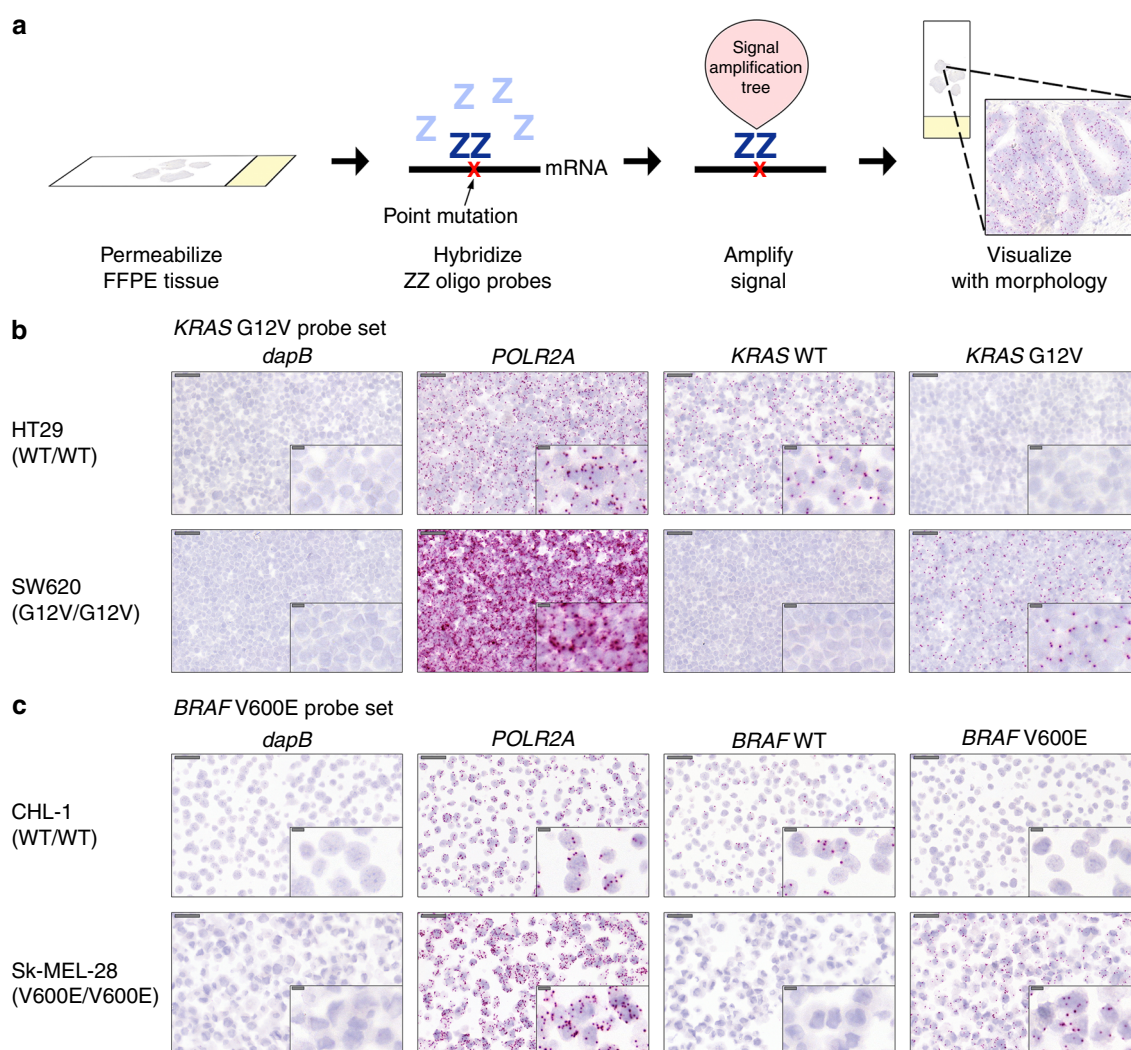 a
Signal
amplification
tree
Z Z Z Z
ZZ
ZZ
x
mRNA
x
Point mutation
Permeabilize
FFPE tissue
Hybridize
ZZ oligo probes
Amplify
signal
Visualize
with morphology
b
KRAS G12V probe set
dapB
POLR2A
KRAS WT
KRAS G12V
HT29
(WT/WT)
SW620
(G12V/G12V)
c
BRAF V600E probe set
dapB
POLR2A
BRAF WT
BRAF V600E
CHL-1
(WT/WT)
Sk-MEL-28
(V600E/V600E)